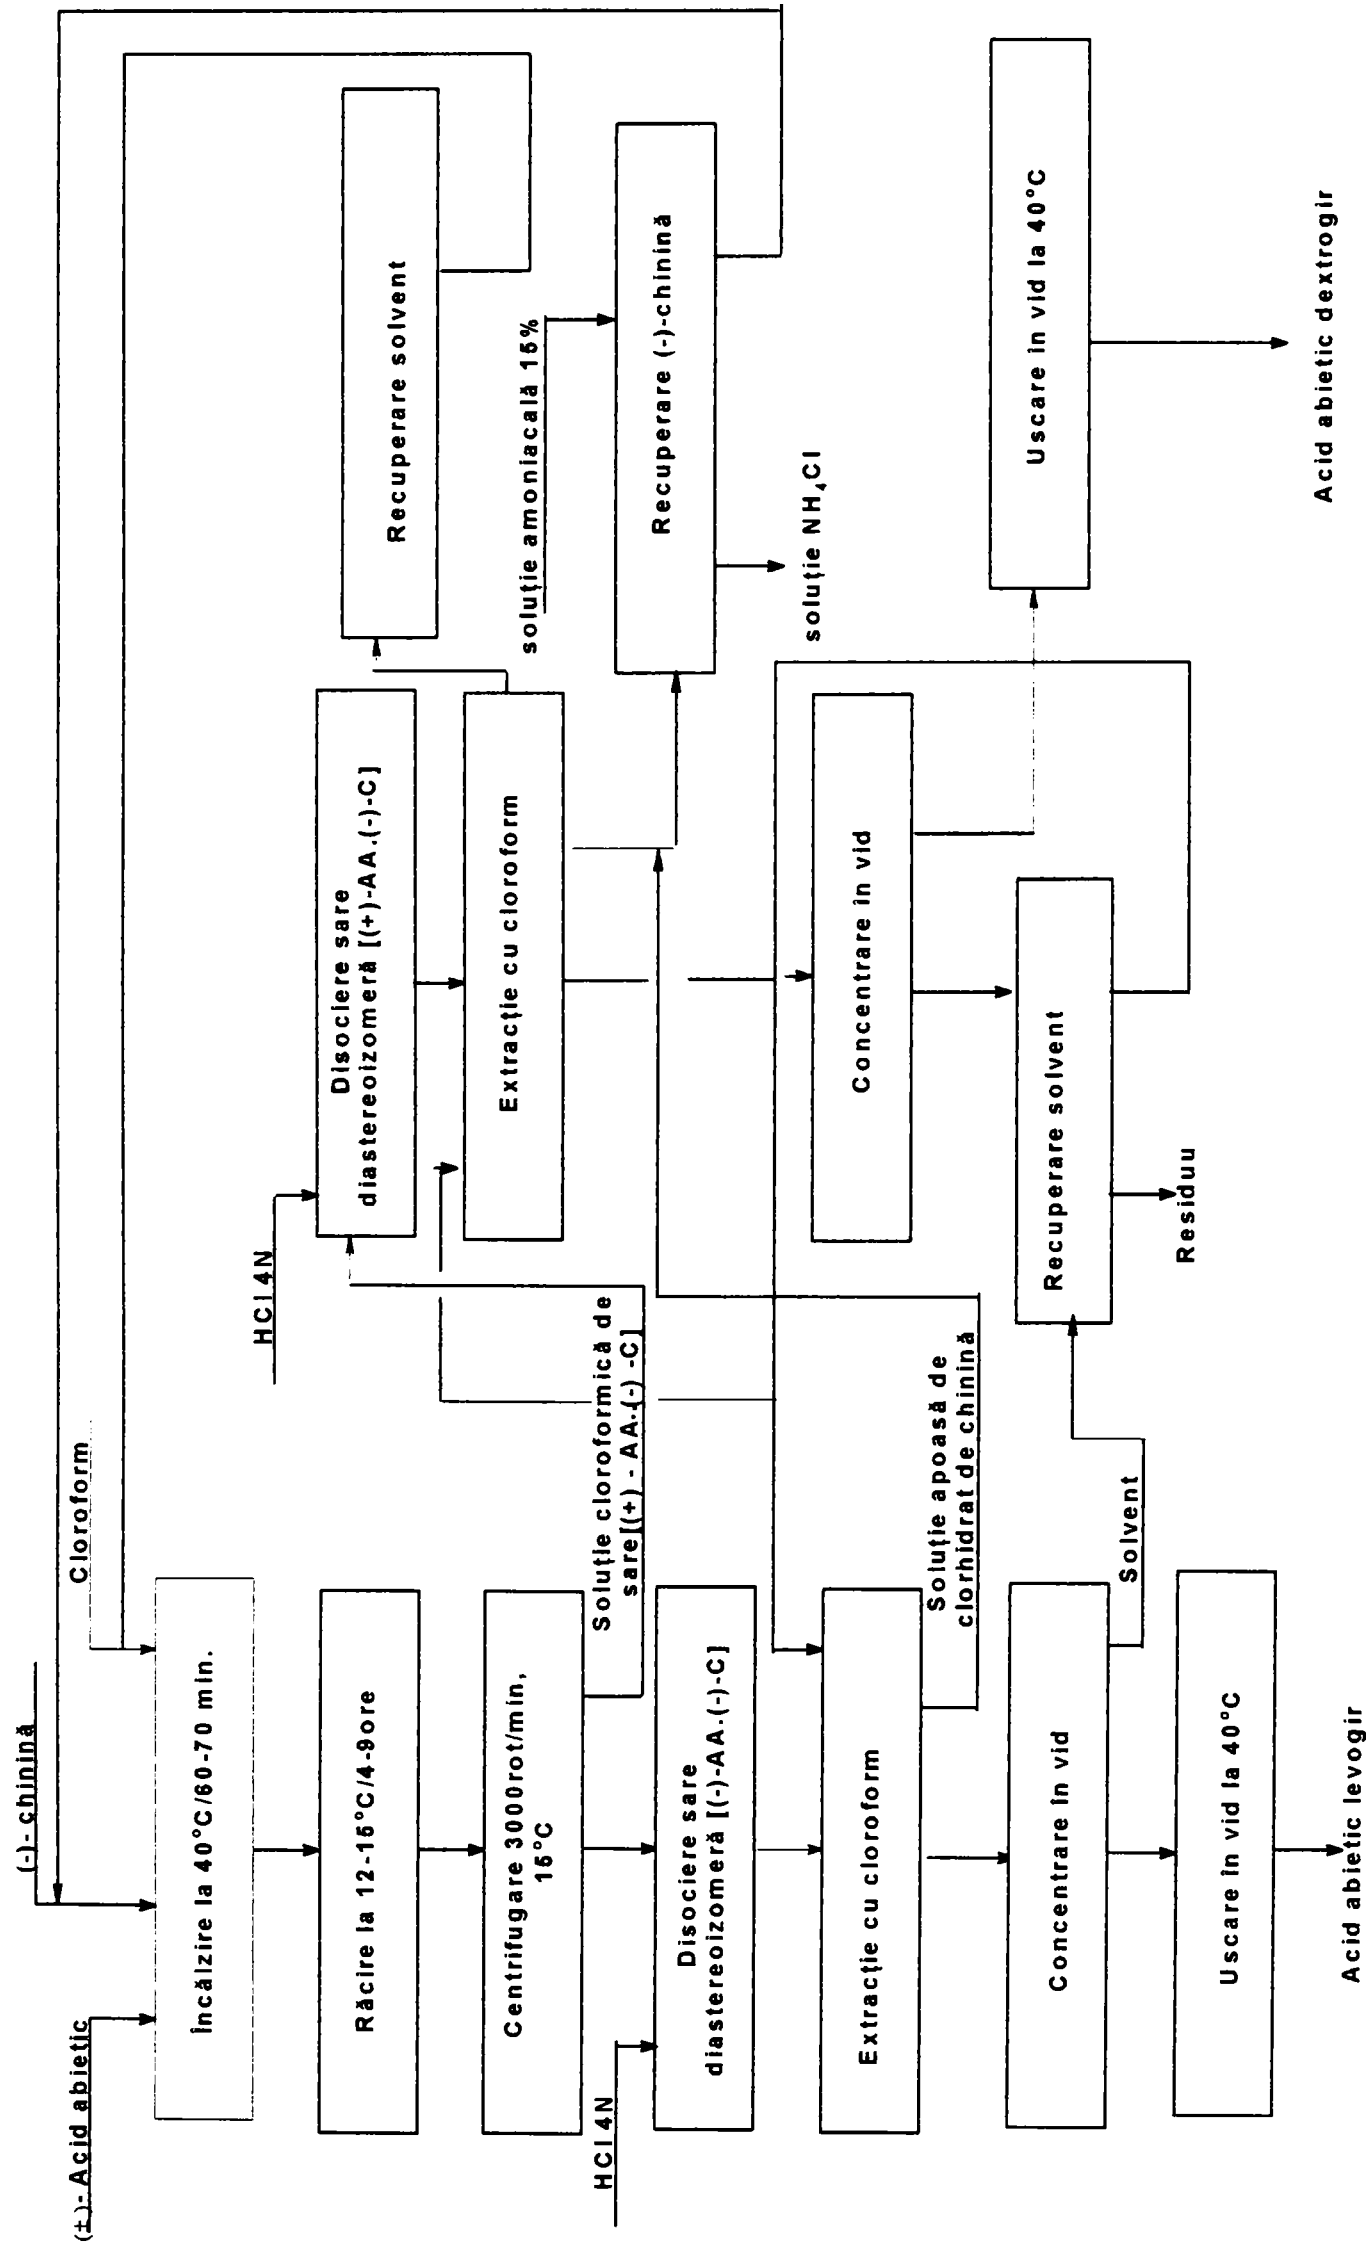 (±)- Acid abietic
(-)- chinină
Cloroform
Încălzire la 40°C/60-70 min.
Răcire la 12-15°C/4-9ore
Centrifugare 3000rot/min,
15°C
Soluție cloroformică de
sare[(+) - AA.(-) -C]
HCl 4N
Disociere sare
diastereoizomeră [(-)-AA.(-)-C]
Extracție cu cloroform
Soluție apoasă de
clorhidrat de chinină
Concentrare în vid
Solvent
Uscare în vid la 40°C
Acid abietic levogir
HCl 4N
Disociere sare
diastereoizomeră [(+)-AA.(-)-C]
Extracție cu cloroform
Concentrare în vid
Recuperare solvent
Residuu
Recuperare solvent
soluție amoniacală 15%
Recuperare (-)-chinină
soluție NH₄Cl
Uscare in vid la 40°C
Acid abietic dextrogir